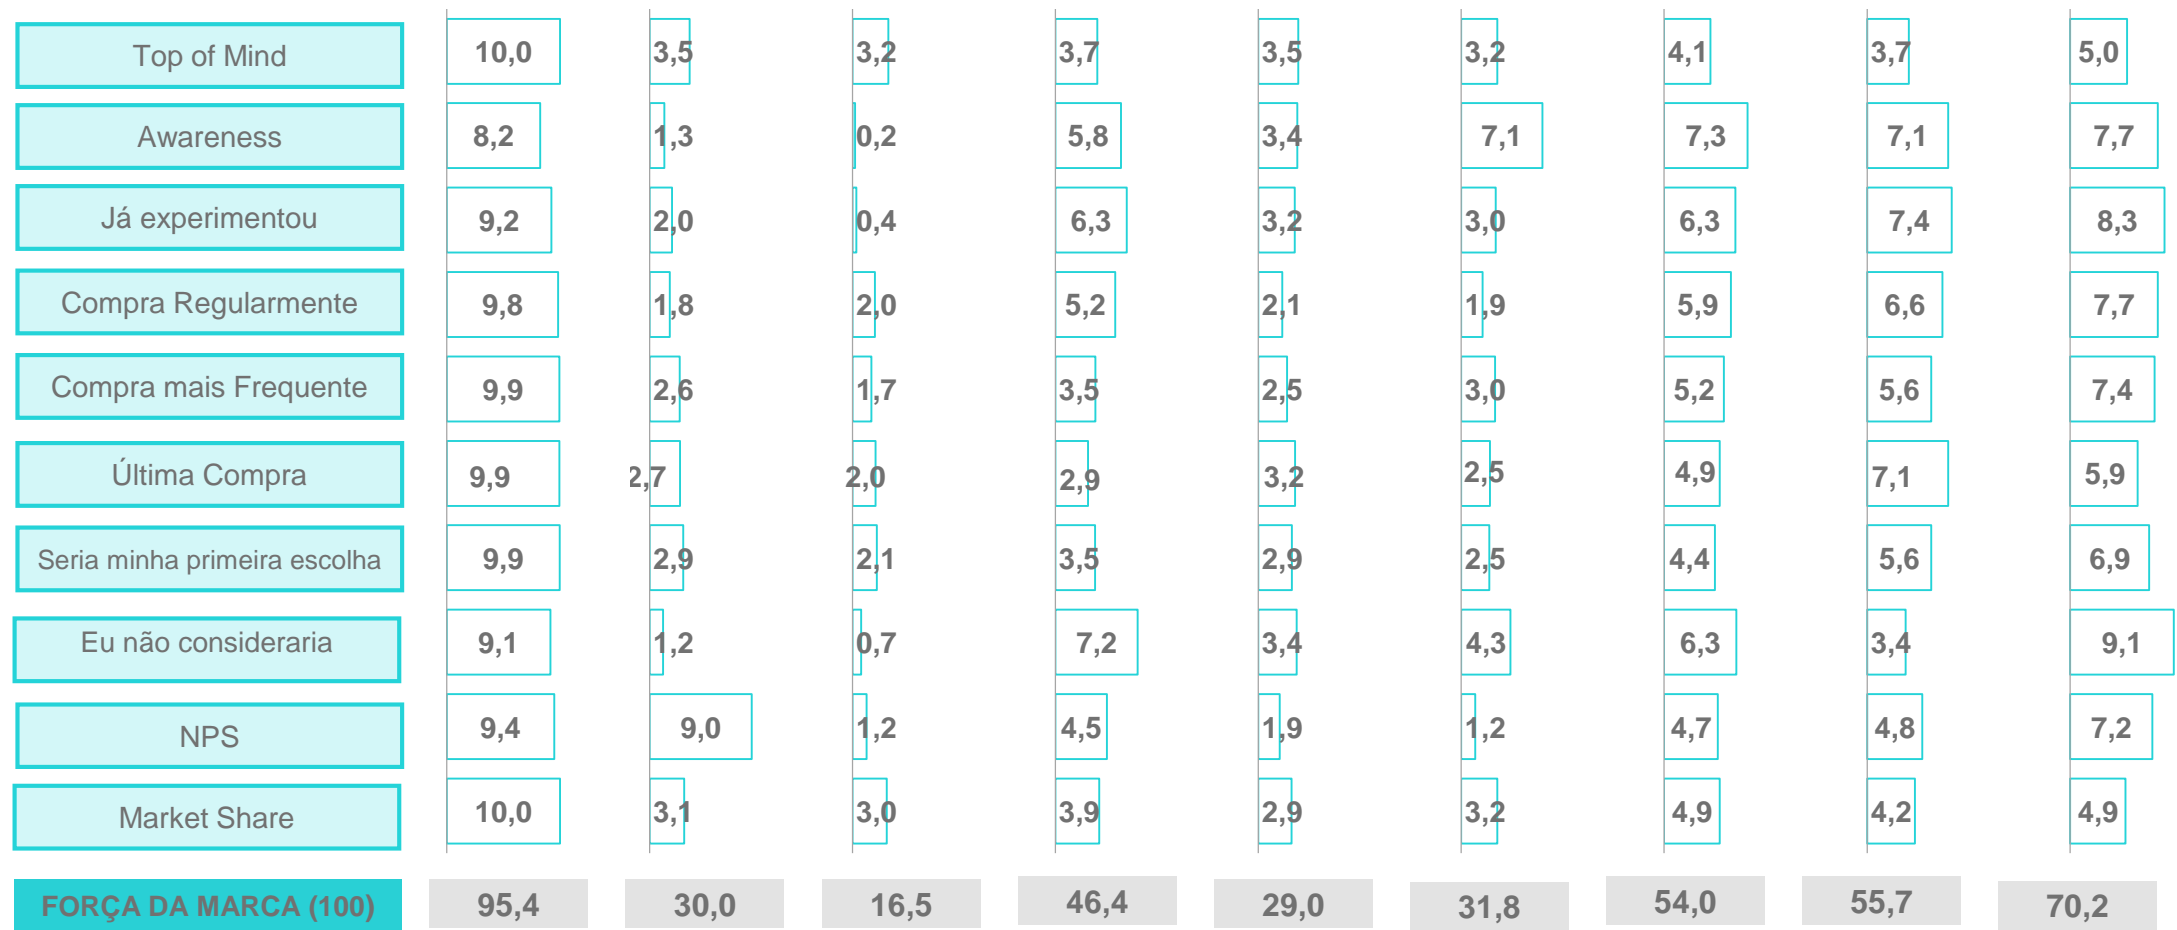 Top of Mind 10,0 3,5 3,2 3,7 3,5 3,2 4,1 3,7 5,0
Awareness 8,2 1,3 0,2 5,8 3,4 7,1 7,3 7,1 7,7
Já experimentou 9,2 2,0 0,4 6,3 3,2 3,0 6,3 7,4 8,3
Compra Regularmente 9,8 1,8 2,0 5,2 2,1 1,9 5,9 6,6 7,7
Compra mais Frequente 9,9 2,6 1,7 3,5 2,5 3,0 5,2 5,6 7,4
Última Compra 9,9 2,7 2,0 2,9 3,2 2,5 4,9 7,1 5,9
Seria minha primeira escolha 9,9 2,9 2,1 3,5 2,9 2,5 4,4 5,6 6,9
Eu não consideraria 9,1 1,2 0,7 7,2 3,4 4,3 6,3 3,4 9,1
NPS 9,4 9,0 1,2 4,5 1,9 1,2 4,7 4,8 7,2
Market Share 10,0 3,1 3,0 3,9 2,9 3,2 4,9 4,2 4,9
FORÇA DA MARCA (100) 95,4 30,0 16,5 46,4 29,0 31,8 54,0 55,7 70,2